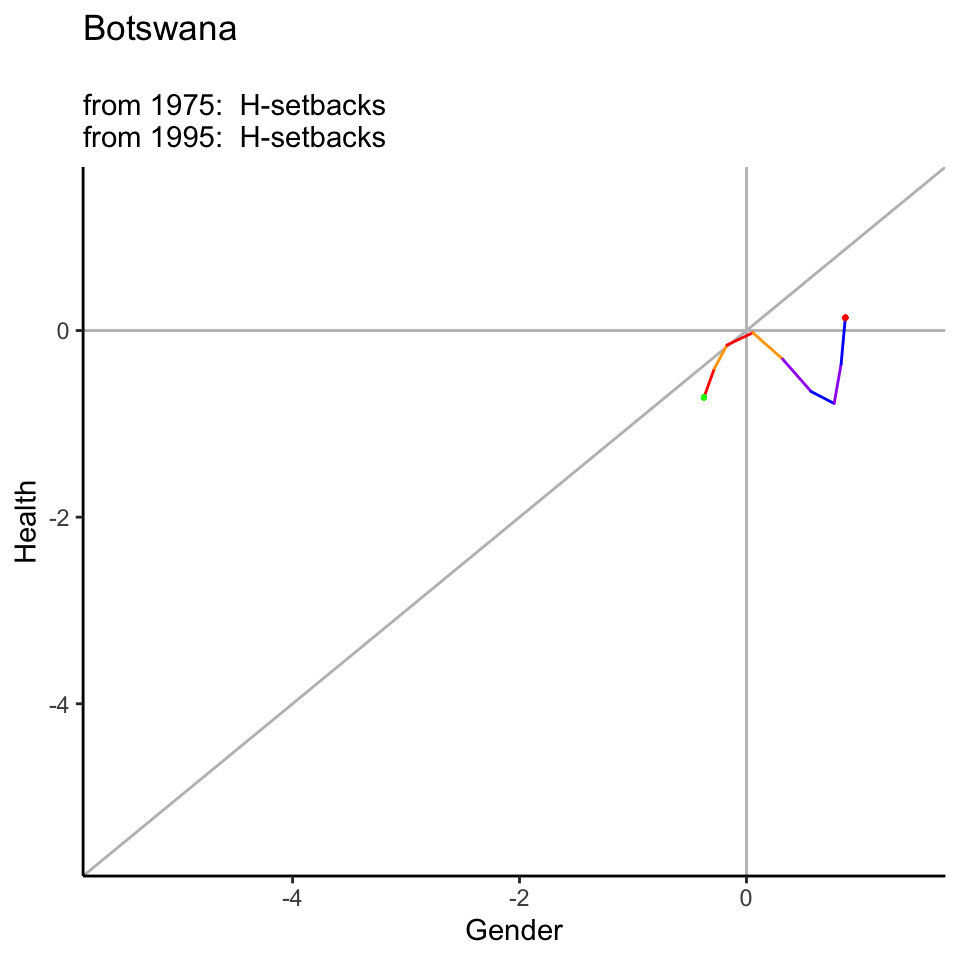 Botswana
from 1975:  H-setbacks
from 1995:  H-setbacks
0
-2
-4
Health
-4
-2
0
Gender